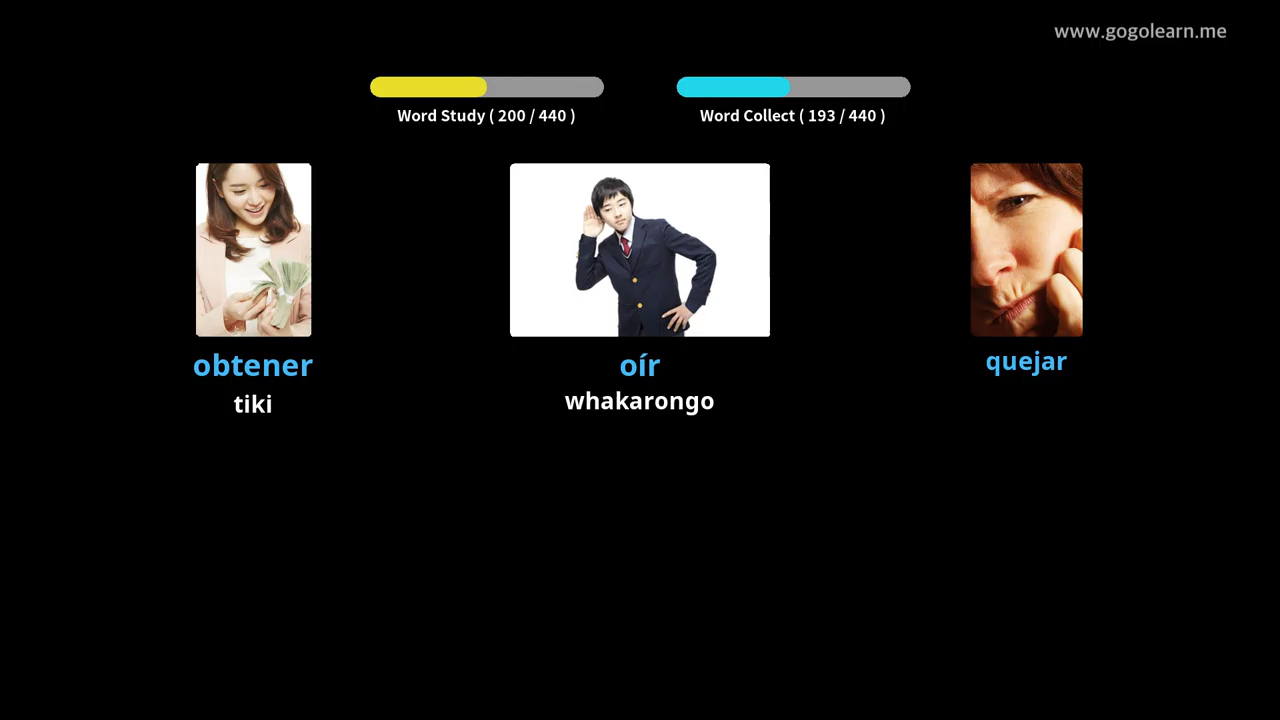 www.gogolearn.me
Word Study ( 200 / 440 )
Word Collect ( 193 / 440 )
obtener
tiki
oír
whakarongo
quejar